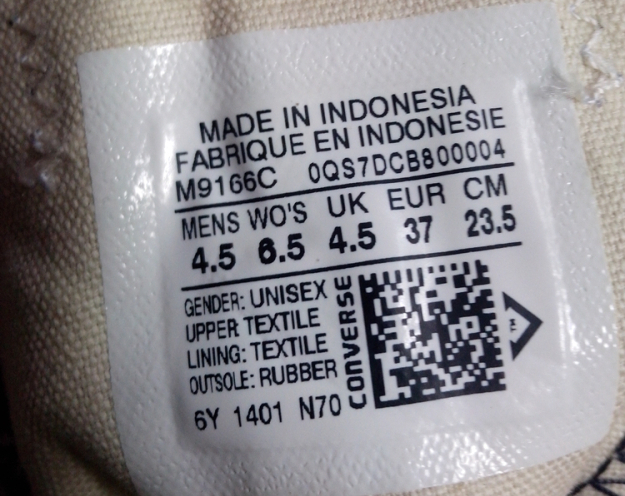 MADE IN INDONESIA
FABRIQUE EN INDONESIE
M9166C 0QS7DCB800004
MENS WO'S UK EUR CM
4.5 6.5 4.5 37 23.5
GENDER: UNISEX
UPPER: TEXTILE
LINING: TEXTILE
OUTSOLE: RUBBER
CONVERSE
TM
6Y 1401 N70